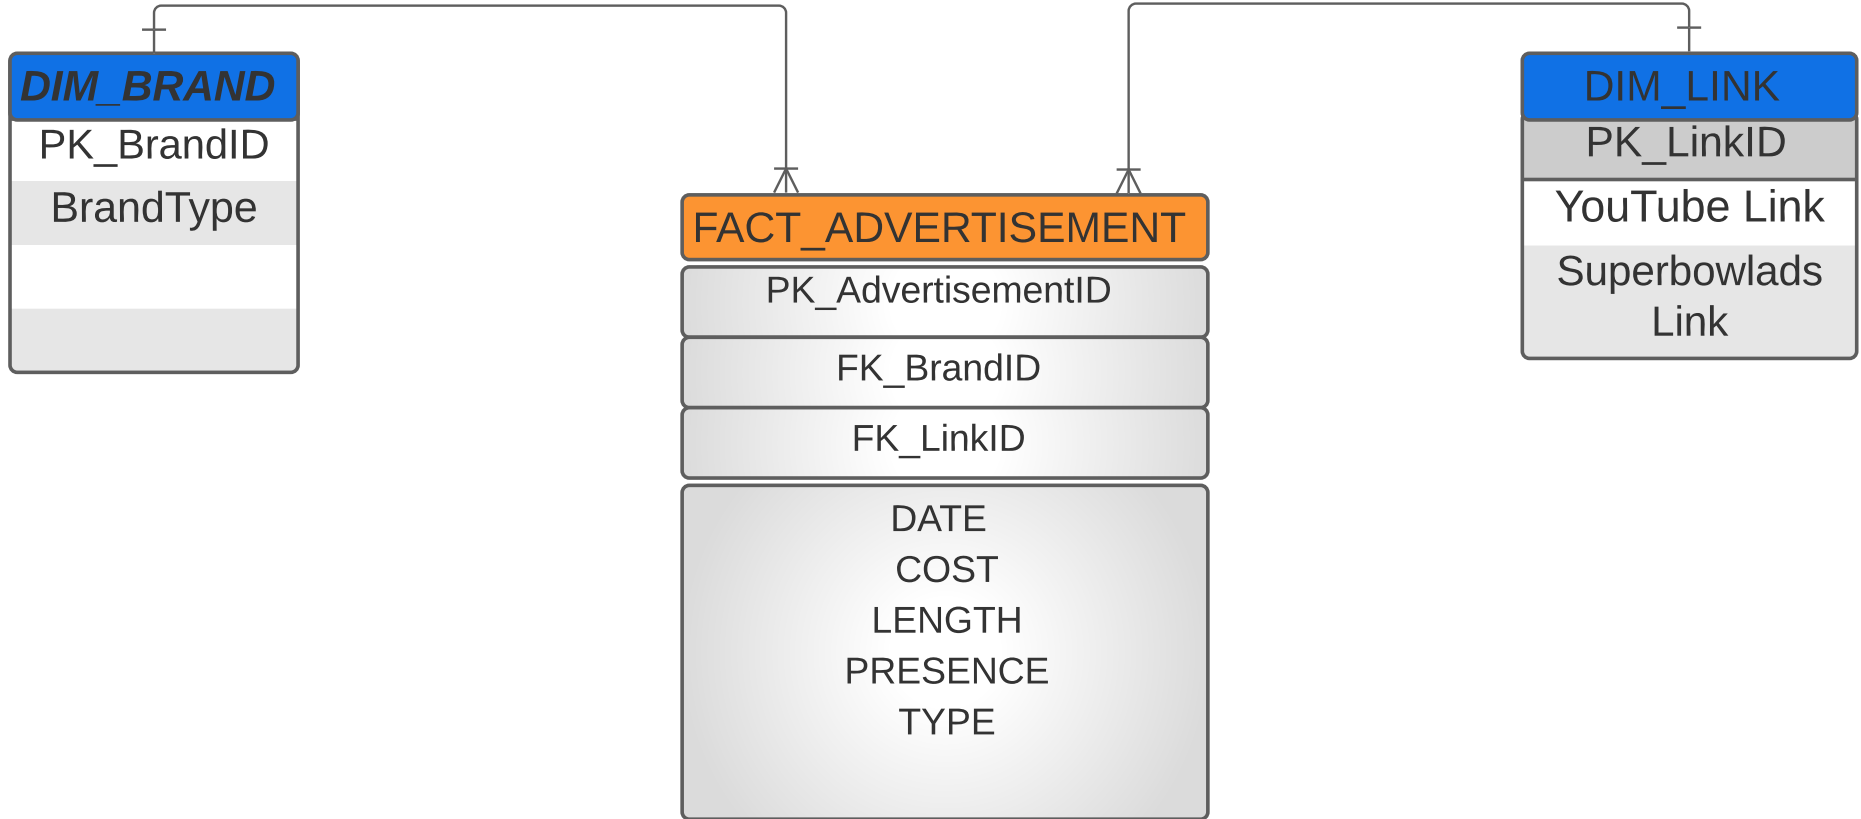 DIM_BRAND
PK_BrandID
BrandType
FACT_ADVERTISEMENT
PK_AdvertisementID
FK_BrandID
FK_LinkID
DATE
COST
LENGTH
PRESENCE
TYPE
DIM_LINK
PK_LinkID
YouTube Link
Superbowlads
Link